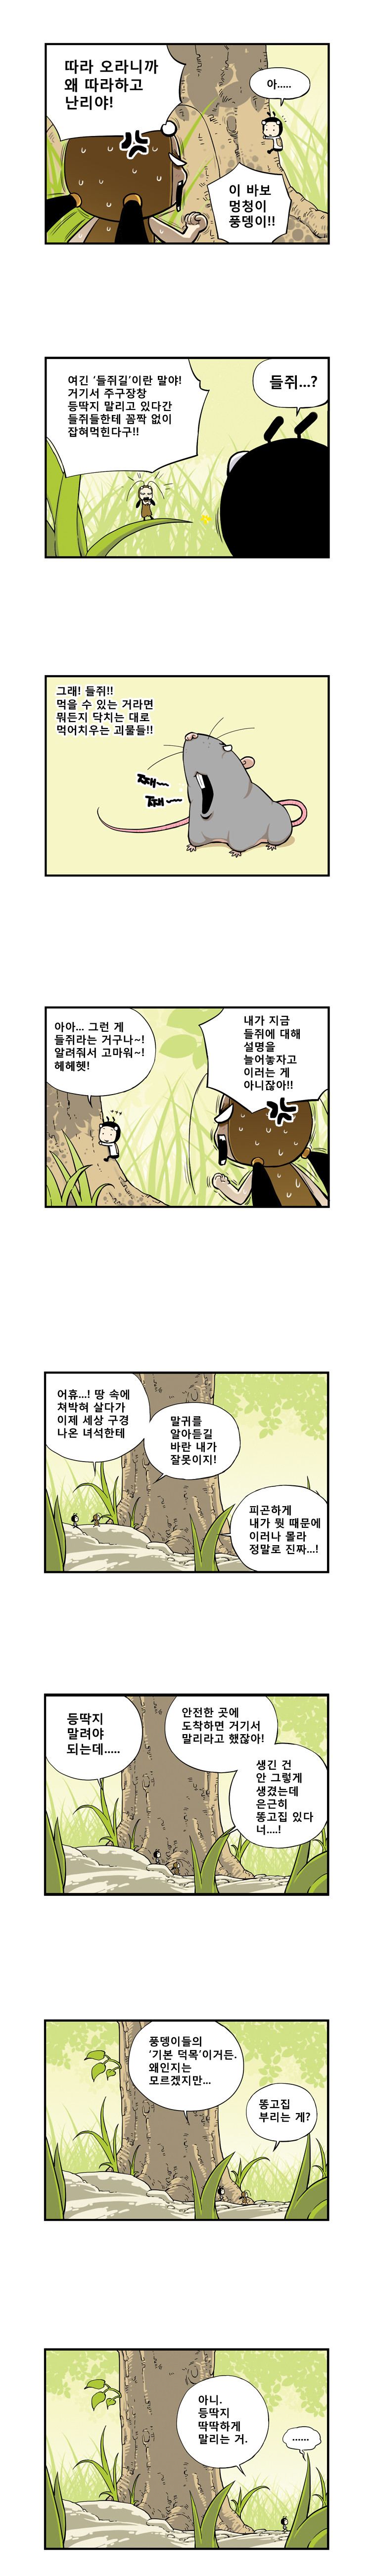 따라 오라니까
왜 따라하고
난리야!
아.....
이 바보
멍청이
풍뎅이!!
여긴 '들쥐길'이란 말야!
거기서 주구장창
등딱지 말리고 있다간
들쥐들한테 꼼짝 없이
잡혀먹힌다구!!
들쥐...?
그래! 들쥐!!
먹을 수 있는 거라면
뭐든지 닥치는 대로
먹어치우는 괴물들!!
째~
째~
아아... 그런 게
들쥐라는 거구나~!
알려줘서 고마워~!
헤헤헷!
내가 지금
들쥐에 대해
설명을
늘어놓자고
이러는 게
아니잖아!!
어휴...! 땅 속에
쳐박혀 살다가
이제 세상 구경
나온 녀석한테
말귀를
알아듣길
바란 내가
잘못이지!
피곤하게
내가 뭣 때문에
이러나 몰라
정말로 진짜...!
등딱지
말려야
되는데.....
안전한 곳에
도착하면 거기서
말리라고 했잖아!
생긴 건
안 그렇게
생겼는데
은근히
똥고집 있다
너....!
풍뎅이들의
'기본 덕목'이거든.
왜인지는
모르겠지만...
똥고집
부리는 게?
아니.
등딱지
딱딱하게
말리는 거.
......